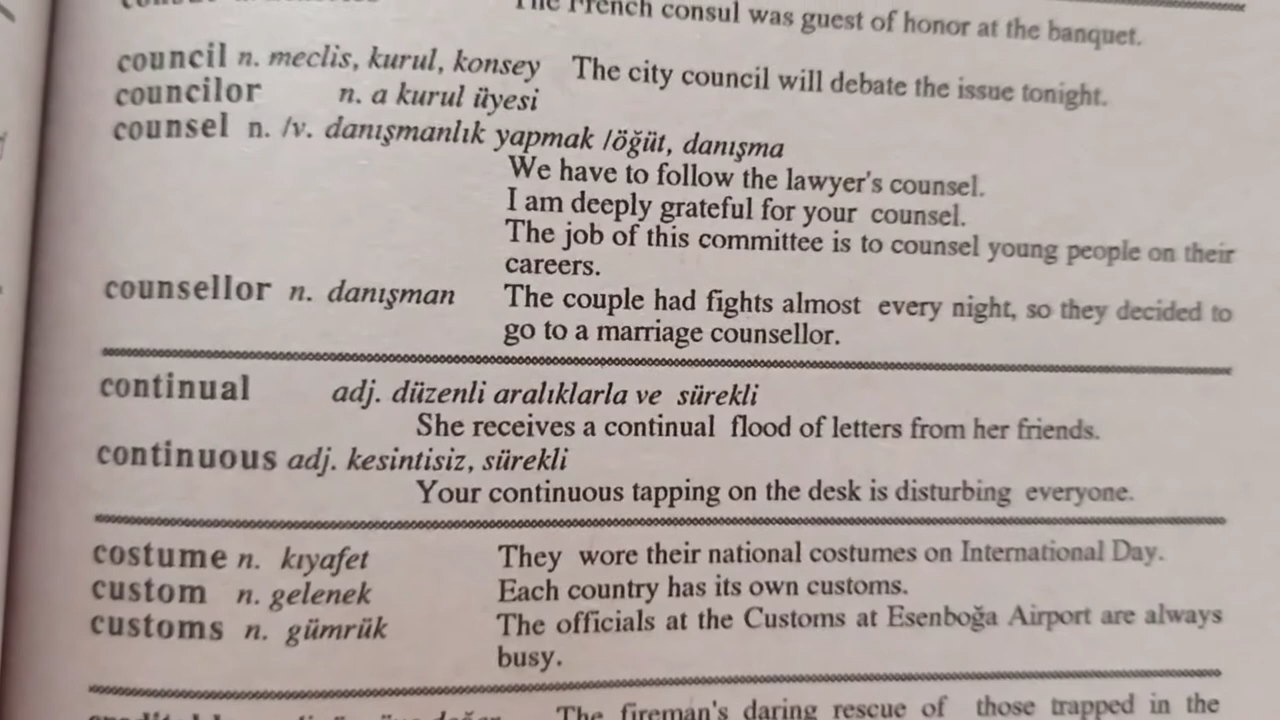 The French consul was guest of honor at the banquet.
council n. meclis, kurul, konsey The city council will debate the issue tonight.
councilor n. a kurul üyesi
counsel n. /v. danışmanlık yapmak /öğüt, danışma
We have to follow the lawyer's counsel.
I am deeply grateful for your counsel.
The job of this committee is to counsel young people on their
careers.
counsellor n. danışman The couple had fights almost every night, so they decided to
go to a marriage counsellor.
continual adj. düzenli aralıklarla ve sürekli
She receives a continual flood of letters from her friends.
continuous adj. kesintisiz, sürekli
Your continuous tapping on the desk is disturbing everyone.
costume n. kıyafet They wore their national costumes on International Day.
custom n. gelenek Each country has its own customs.
customs n. gümrük The officials at the Customs at Esenboğa Airport are always
busy.
The fireman's daring rescue of those trapped in the